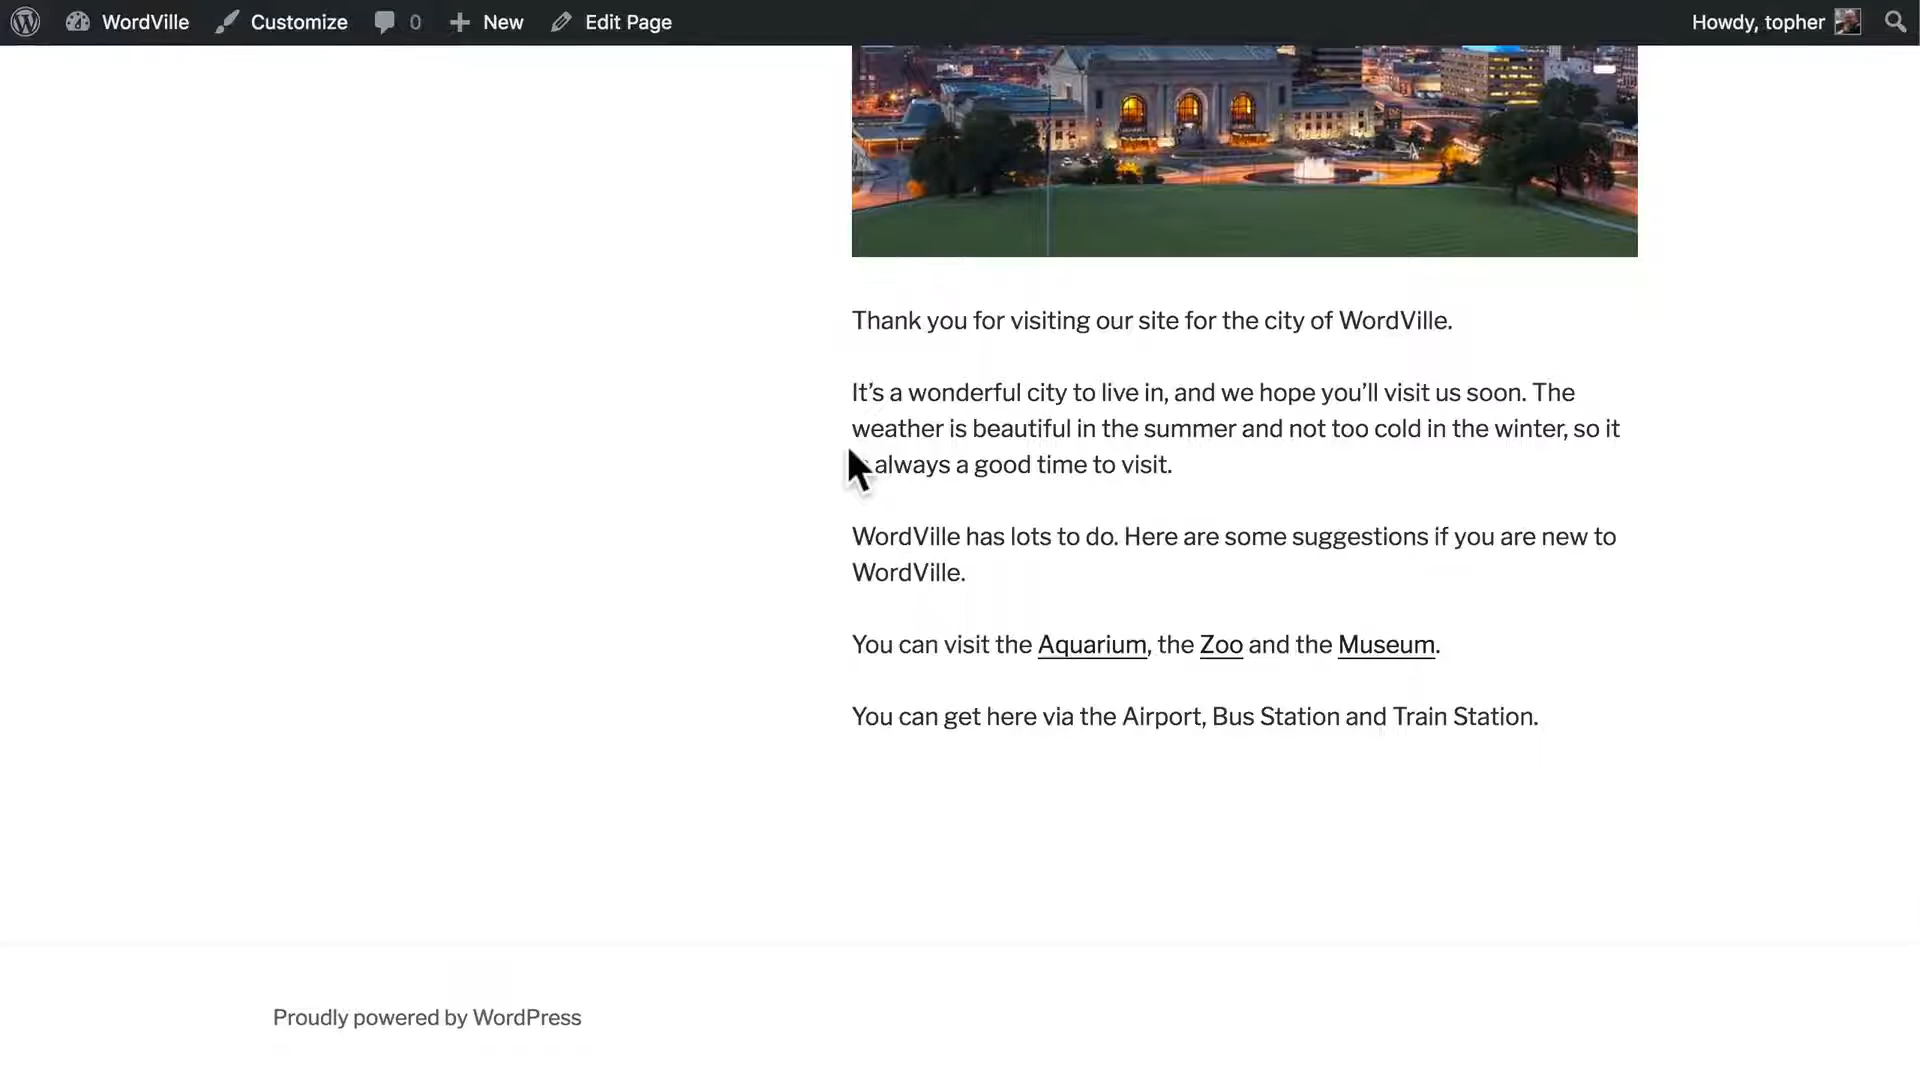 WordVille Customize 0 New Edit Page Howdy, topher
Thank you for visiting our site for the city of WordVille.
It’s a wonderful city to live in, and we hope you’ll visit us soon. The
weather is beautiful in the summer and not too cold in the winter, so it
always a good time to visit.
WordVille has lots to do. Here are some suggestions if you are new to
WordVille.
You can visit the Aquarium, the Zoo and the Museum.
You can get here via the Airport, Bus Station and Train Station.
Proudly powered by WordPress